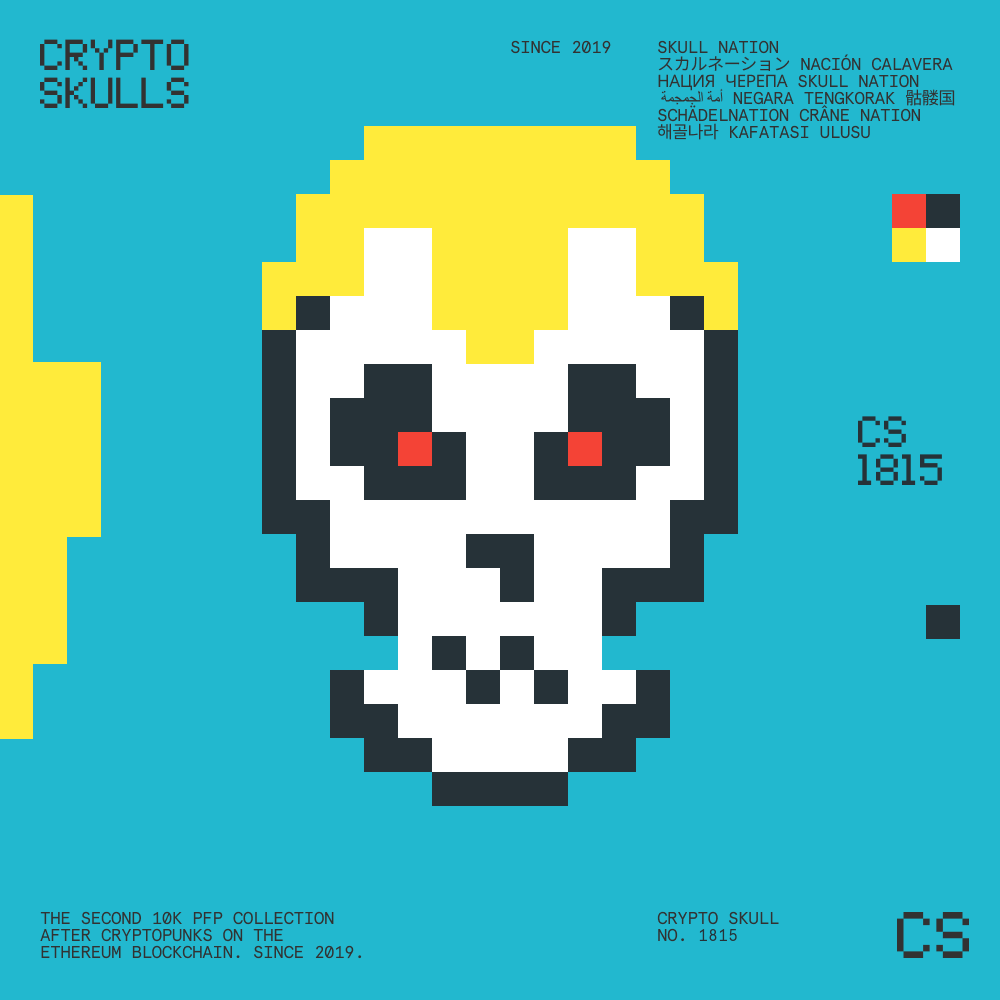 CRYPTO
SKULLS
SINCE 2019
SKULL NATION
スカルネーション NACIÓN CALAVERA
НАЦИЯ ЧЕРЕПА SKULL NATION
أمة الجمجمة NEGARA TENGKORAK 骷髅国
SCHÄDELNATION CRÂNE NATION
해골나라 KAFATASI ULUSU
CS
1815
THE SECOND 10K PFP COLLECTION
AFTER CRYPTOPUNKS ON THE
ETHEREUM BLOCKCHAIN. SINCE 2019.
CRYPTO SKULL
NO. 1815
CS